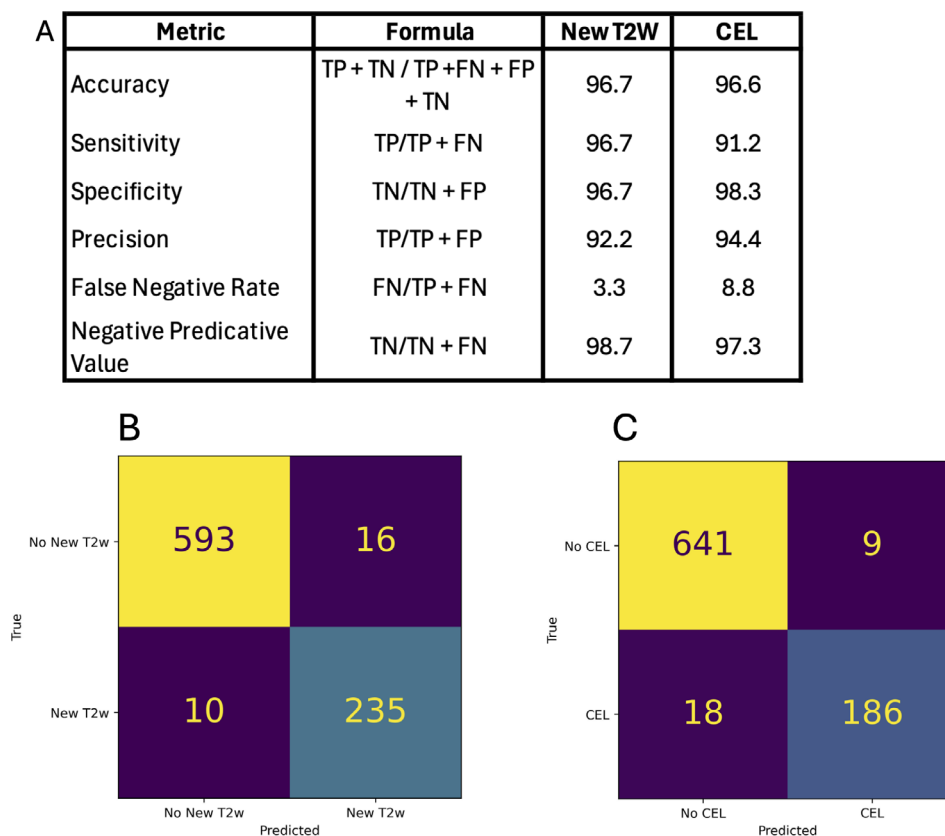 A
Metric Formula New T2W CEL
Accuracy TP + TN / TP +FN + FP + TN 96.7 96.6
Sensitivity TP/TP + FN 96.7 91.2
Specificity TN/TN + FP 96.7 98.3
Precision TP/TP + FP 92.2 94.4
False Negative Rate FN/TP + FN 3.3 8.8
Negative Predicative Value TN/TN + FN 98.7 97.3
B
True
No New T2w 593 16
New T2w 10 235
No New T2w New T2w
Predicted
C
True
No CEL 641 9
CEL 18 186
No CEL CEL
Predicted